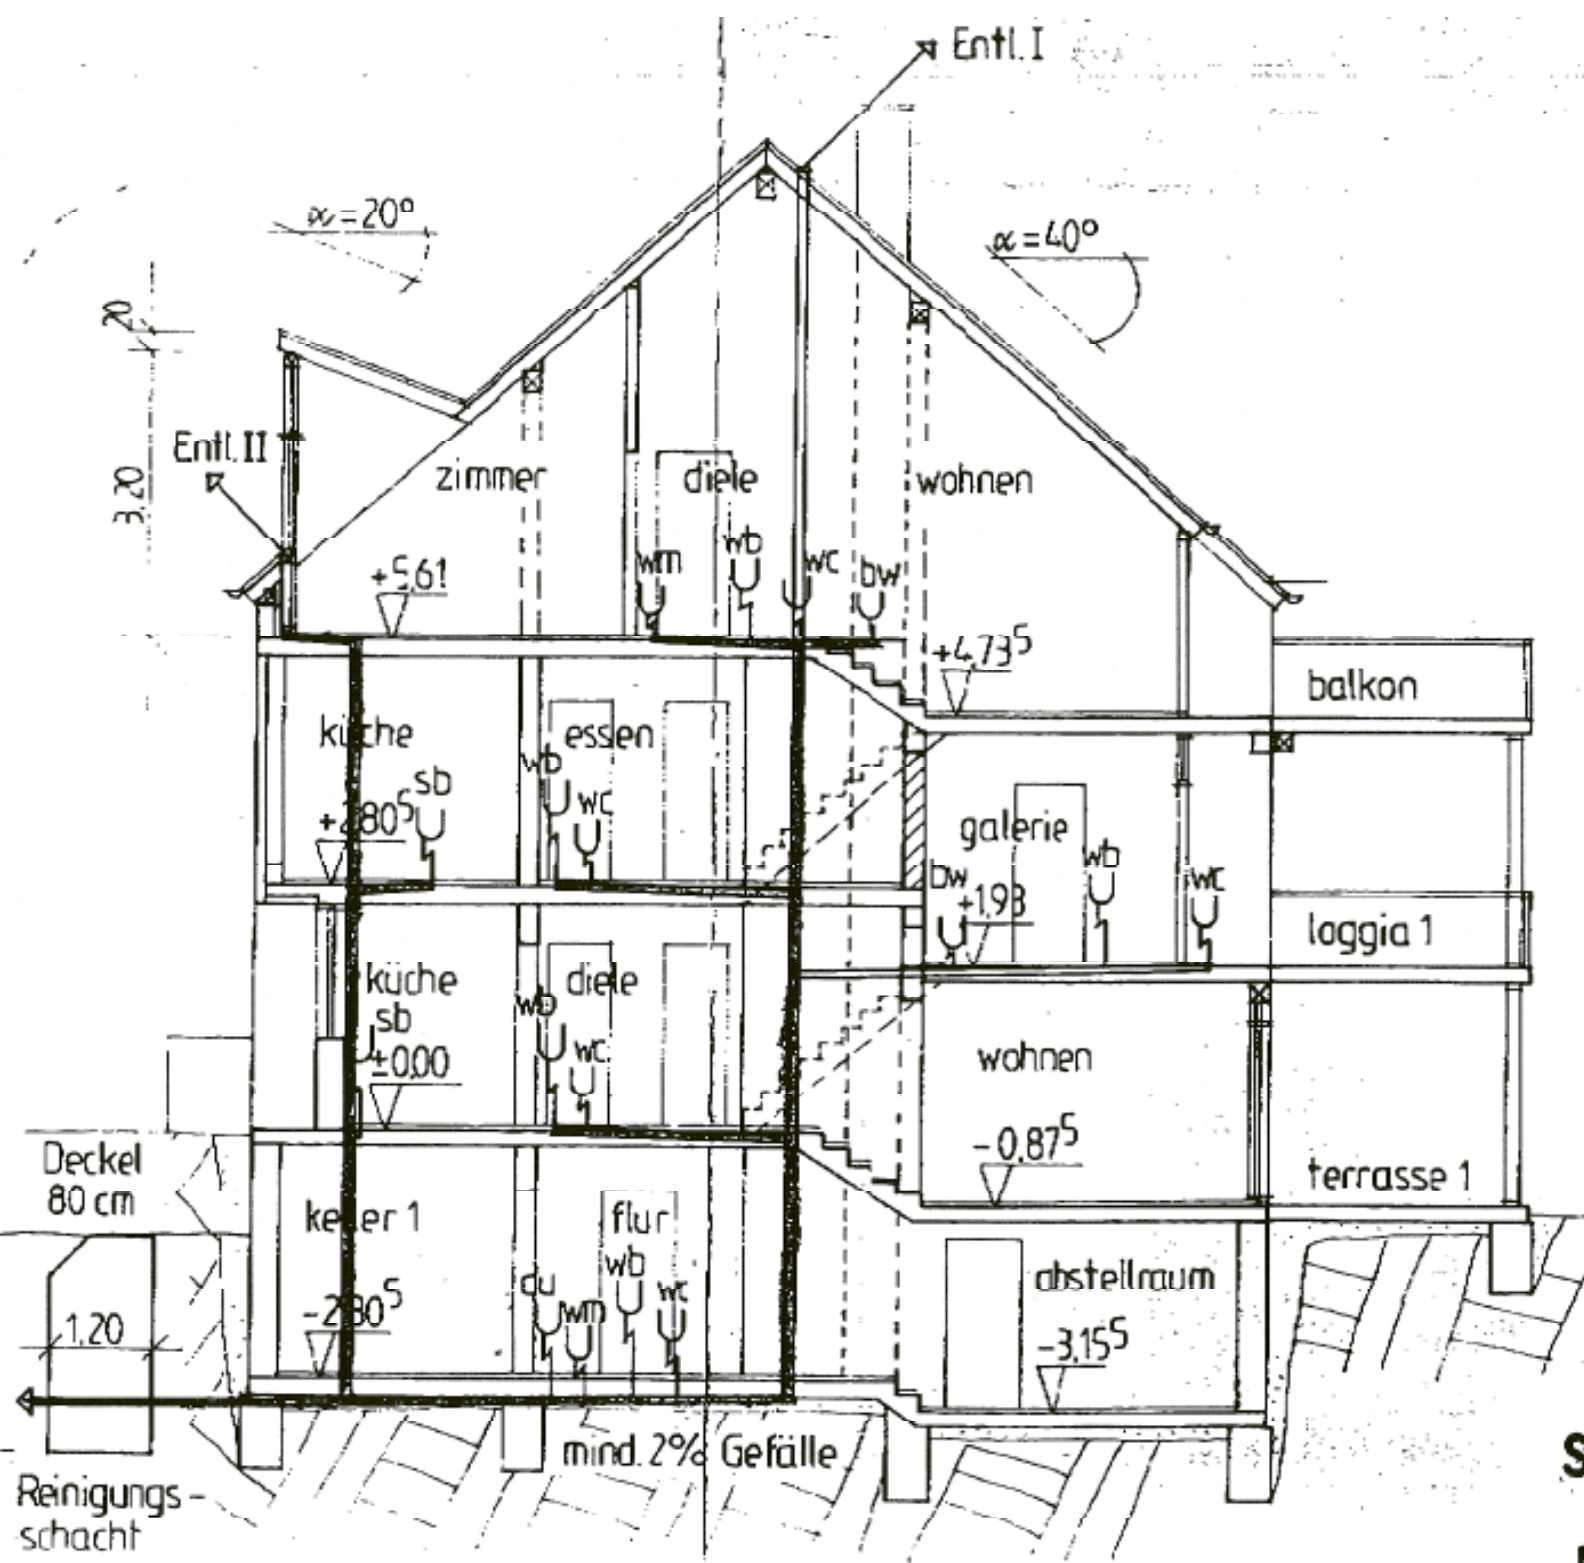 Entl. I
α=20°
α=40°
20
3,20
Entl. II
zimmer
diele
wohnen
wm
wb
wc
bw
+5,61
+4,73⁵
balkon
küche
essen
wb
sb
wc
+2,80⁵
galerie
wb
bw
wc
+1,93
loggia 1
küche
diele
sb
wb
wc
±0,00
wohnen
-0,87⁵
terrasse 1
Deckel
80 cm
keller 1
flur
wb
du
wm
wc
-2,80⁵
abstellraum
-3,15⁵
1,20
mind. 2% Gefälle
Reinigungs-
schacht
S